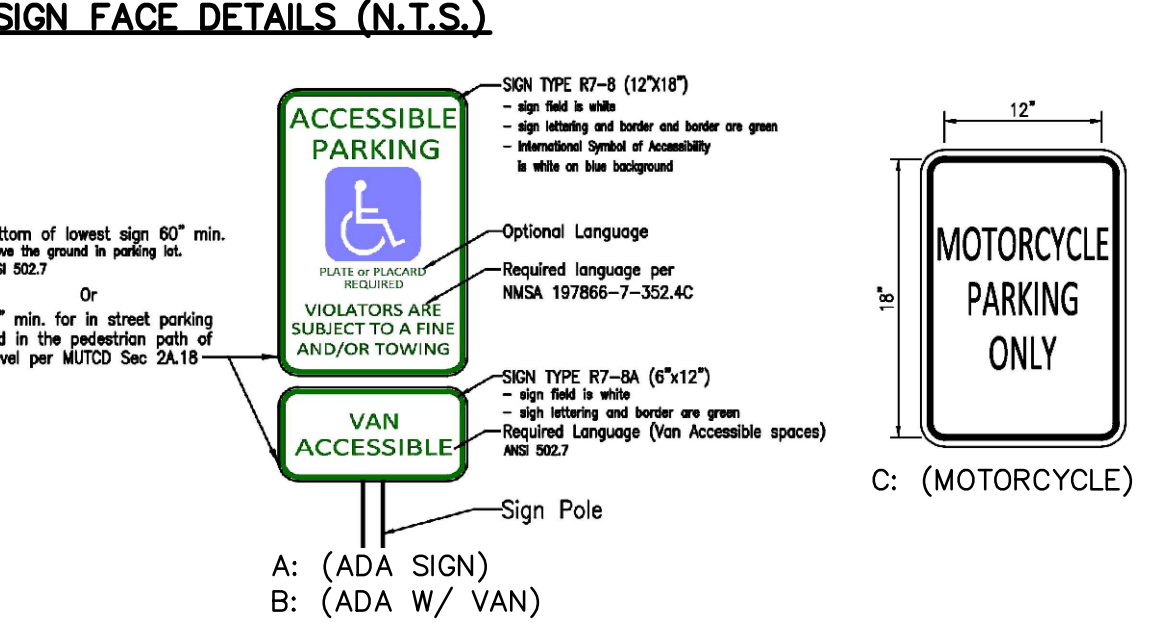 SIGN FACE DETAILS (N.T.S.)
ACCESSIBLE
PARKING
PLATE or PLACARD
REQUIRED
VIOLATORS ARE
SUBJECT TO A FINE
AND/OR TOWING
VAN
ACCESSIBLE
SIGN TYPE R7-8 (12"X18")
- sign field is white
- sign lettering and border and border are green
- International Symbol of Accessibility
is white on blue background
Optional Language
Required language per
NMSA 197866-7-352.4C
SIGN TYPE R7-8A (6"x12")
- sign field is white
- sigh lettering and border are green
Required Language (Van Accessible spaces)
ANSI 502.7
Sign Pole
of lowest sign 60" min.
the ground in parking lot.
502.7
Or
min. for in street parking
in the pedestrian path of
per MUTCD Sec 2A.18
A: (ADA SIGN)
B: (ADA W/ VAN)
12"
18"
MOTORCYCLE
PARKING
ONLY
C: (MOTORCYCLE)